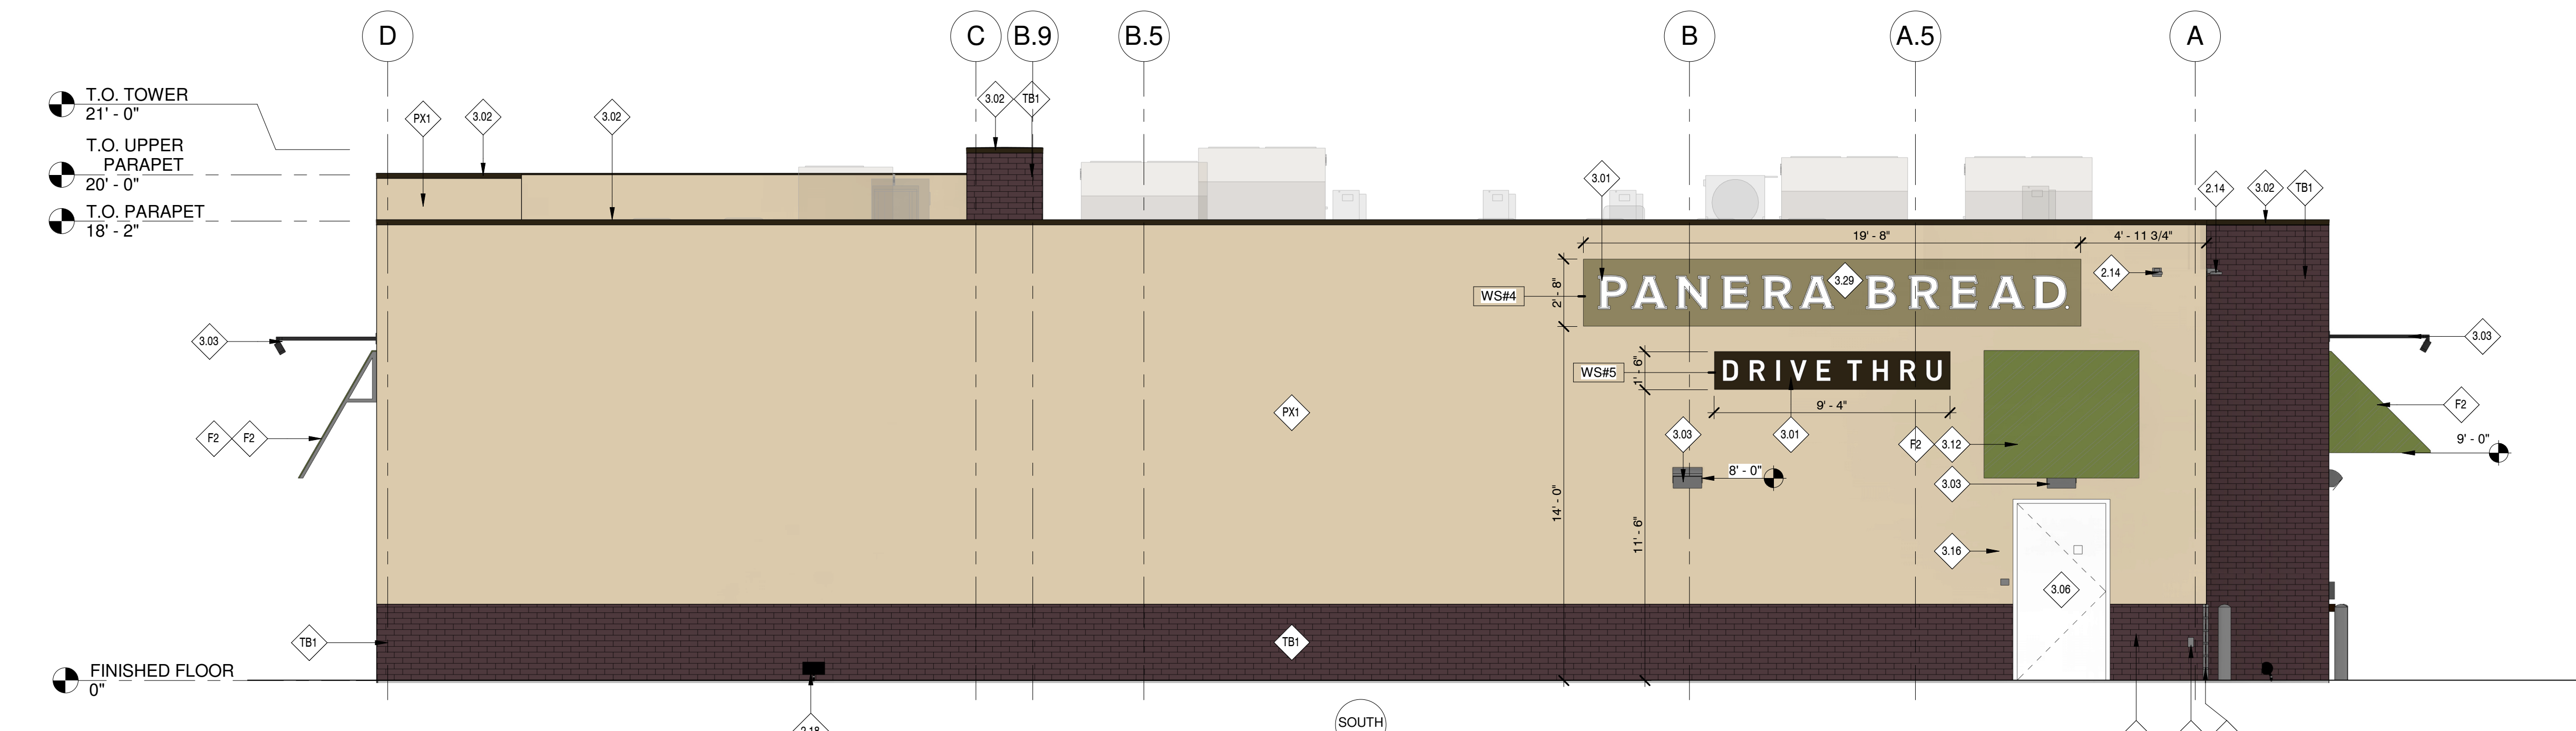 D
C
B.9
B.5
B
A.5
A
T.O. TOWER
21' - 0"
T.O. UPPER
PARAPET
20' - 0"
T.O. PARAPET
18' - 2"
PX1
3.02
3.02
3.02
TB1
3.01
2.14
3.02
TB1
19' - 8"
4' - 11 3/4"
WS#4
2' - 8"
PANERA BREAD.
3.29
2.14
3.03
3.03
WS#5
1' - 6"
DRIVE THRU
9' - 4"
F2
F2
PX1
3.03
3.01
F2
3.12
F2
9' - 0"
8' - 0"
3.03
14' - 0"
11' - 6"
3.16
3.06
TB1
TB1
FINISHED FLOOR
0"
2.18
SOUTH